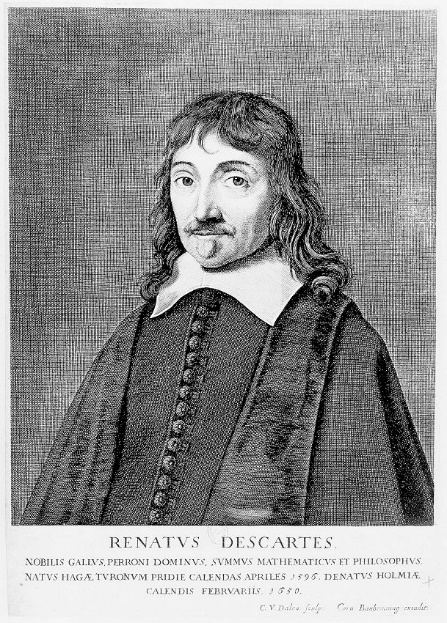 RENATVS DESCARTES.
NOBILIS GALLVS, PERRONI DOMINVS, SVMMVS MATHEMATICVS ET PHILOSOPHVS.
NATVS HAGÆ TVRONVM PRIDIE CALENDAS APRILES 1596. DENATVS HOLMIÆ
CALENDIS FEBRVARIIS. 1650.
C. V. Dalen sculp. Corn Banheinnig excudit.